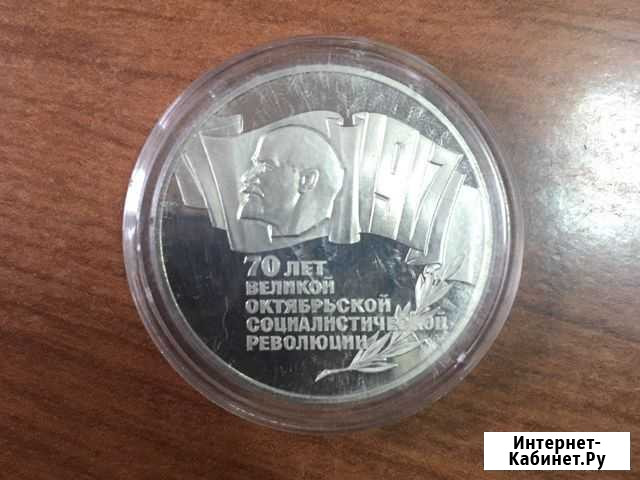 1917
70 ЛЕТ
ВЕЛИКОЙ
ОКТЯБРЬСКОЙ
СОЦИАЛИСТИЧЕСКОЙ
РЕВОЛЮЦИИ
Интернет-
Кабинет.Ру